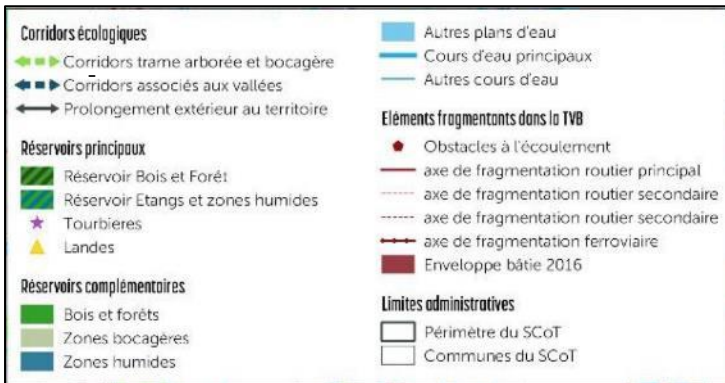 Corridors écologiques
Corridors trame arborée et bocagère
Corridors associés aux vallées
Prolongement extérieur au territoire
Réservoirs principaux
Réservoir Bois et Forêt
Réservoir Etangs et zones humides
Tourbieres
Landes
Réservoirs complémentaires
Bois et forêts
Zones bocagères
Zones humides
Autres plans d'eau
Cours d'eau principaux
Autres cours d'eau
Eléments fragmentants dans la TVB
Obstacles à l'écoulement
axe de fragmentation routier principal
axe de fragmentation routier secondaire
axe de fragmentation routier secondaire
axe de fragmentation ferroviaire
Enveloppe bâtie 2016
Limites administratives
Périmètre du SCoT
Communes du SCoT